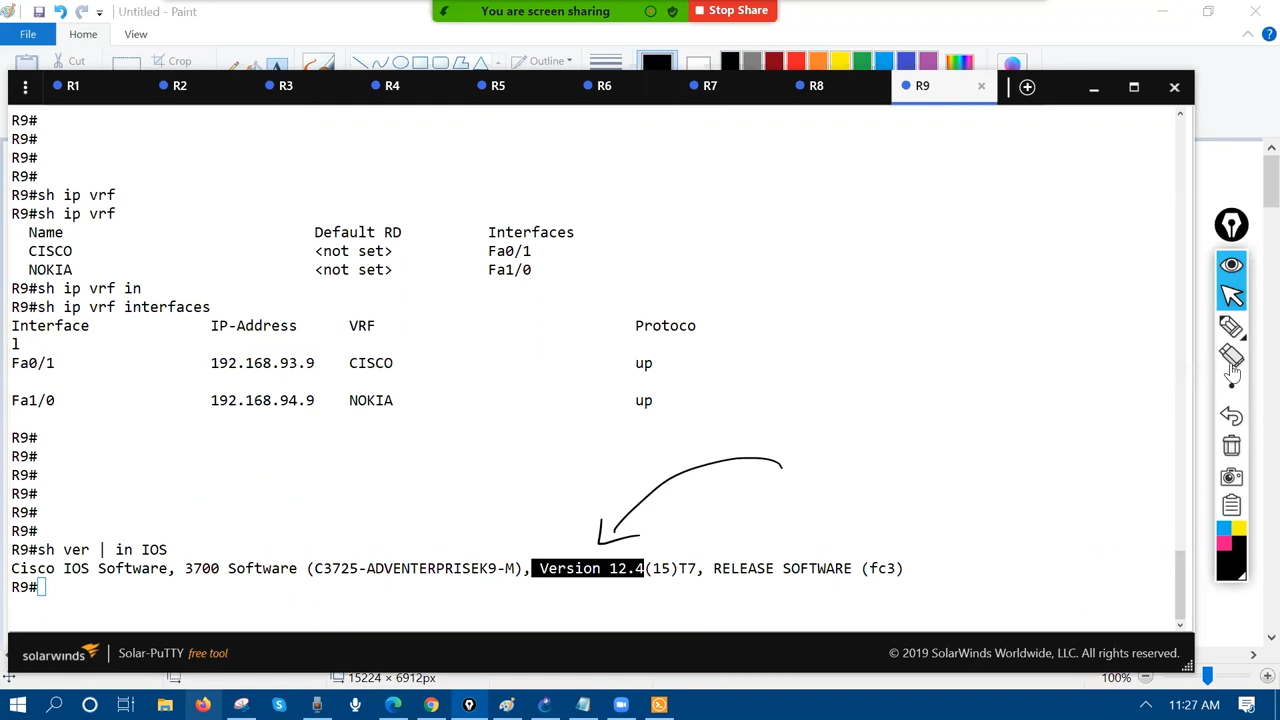 Untitled - Paint
You are screen sharing
Stop Share
File
Home
View
Cut
Crop
Outline
R1
R2
R3
R4
R5
R6
R7
R8
R9
R9#
R9#
R9#
R9#
R9#sh ip vrf
R9#sh ip vrf
Name Default RD Interfaces
CISCO <not set> Fa0/1
NOKIA <not set> Fa1/0
R9#sh ip vrf in
R9#sh ip vrf interfaces
Interface IP-Address VRF Protoco
l
Fa0/1 192.168.93.9 CISCO up
Fa1/0 192.168.94.9 NOKIA up
R9#
R9#
R9#
R9#
R9#
R9#
R9#sh ver | in IOS
Cisco IOS Software, 3700 Software (C3725-ADVENTERPRISEK9-M), Version 12.4(15)T7, RELEASE SOFTWARE (fc3)
R9#
solarwinds Solar-PuTTY free tool
© 2019 SolarWinds Worldwide, LLC. All rights reserved.
15224 × 6912px
100%
11:27 AM